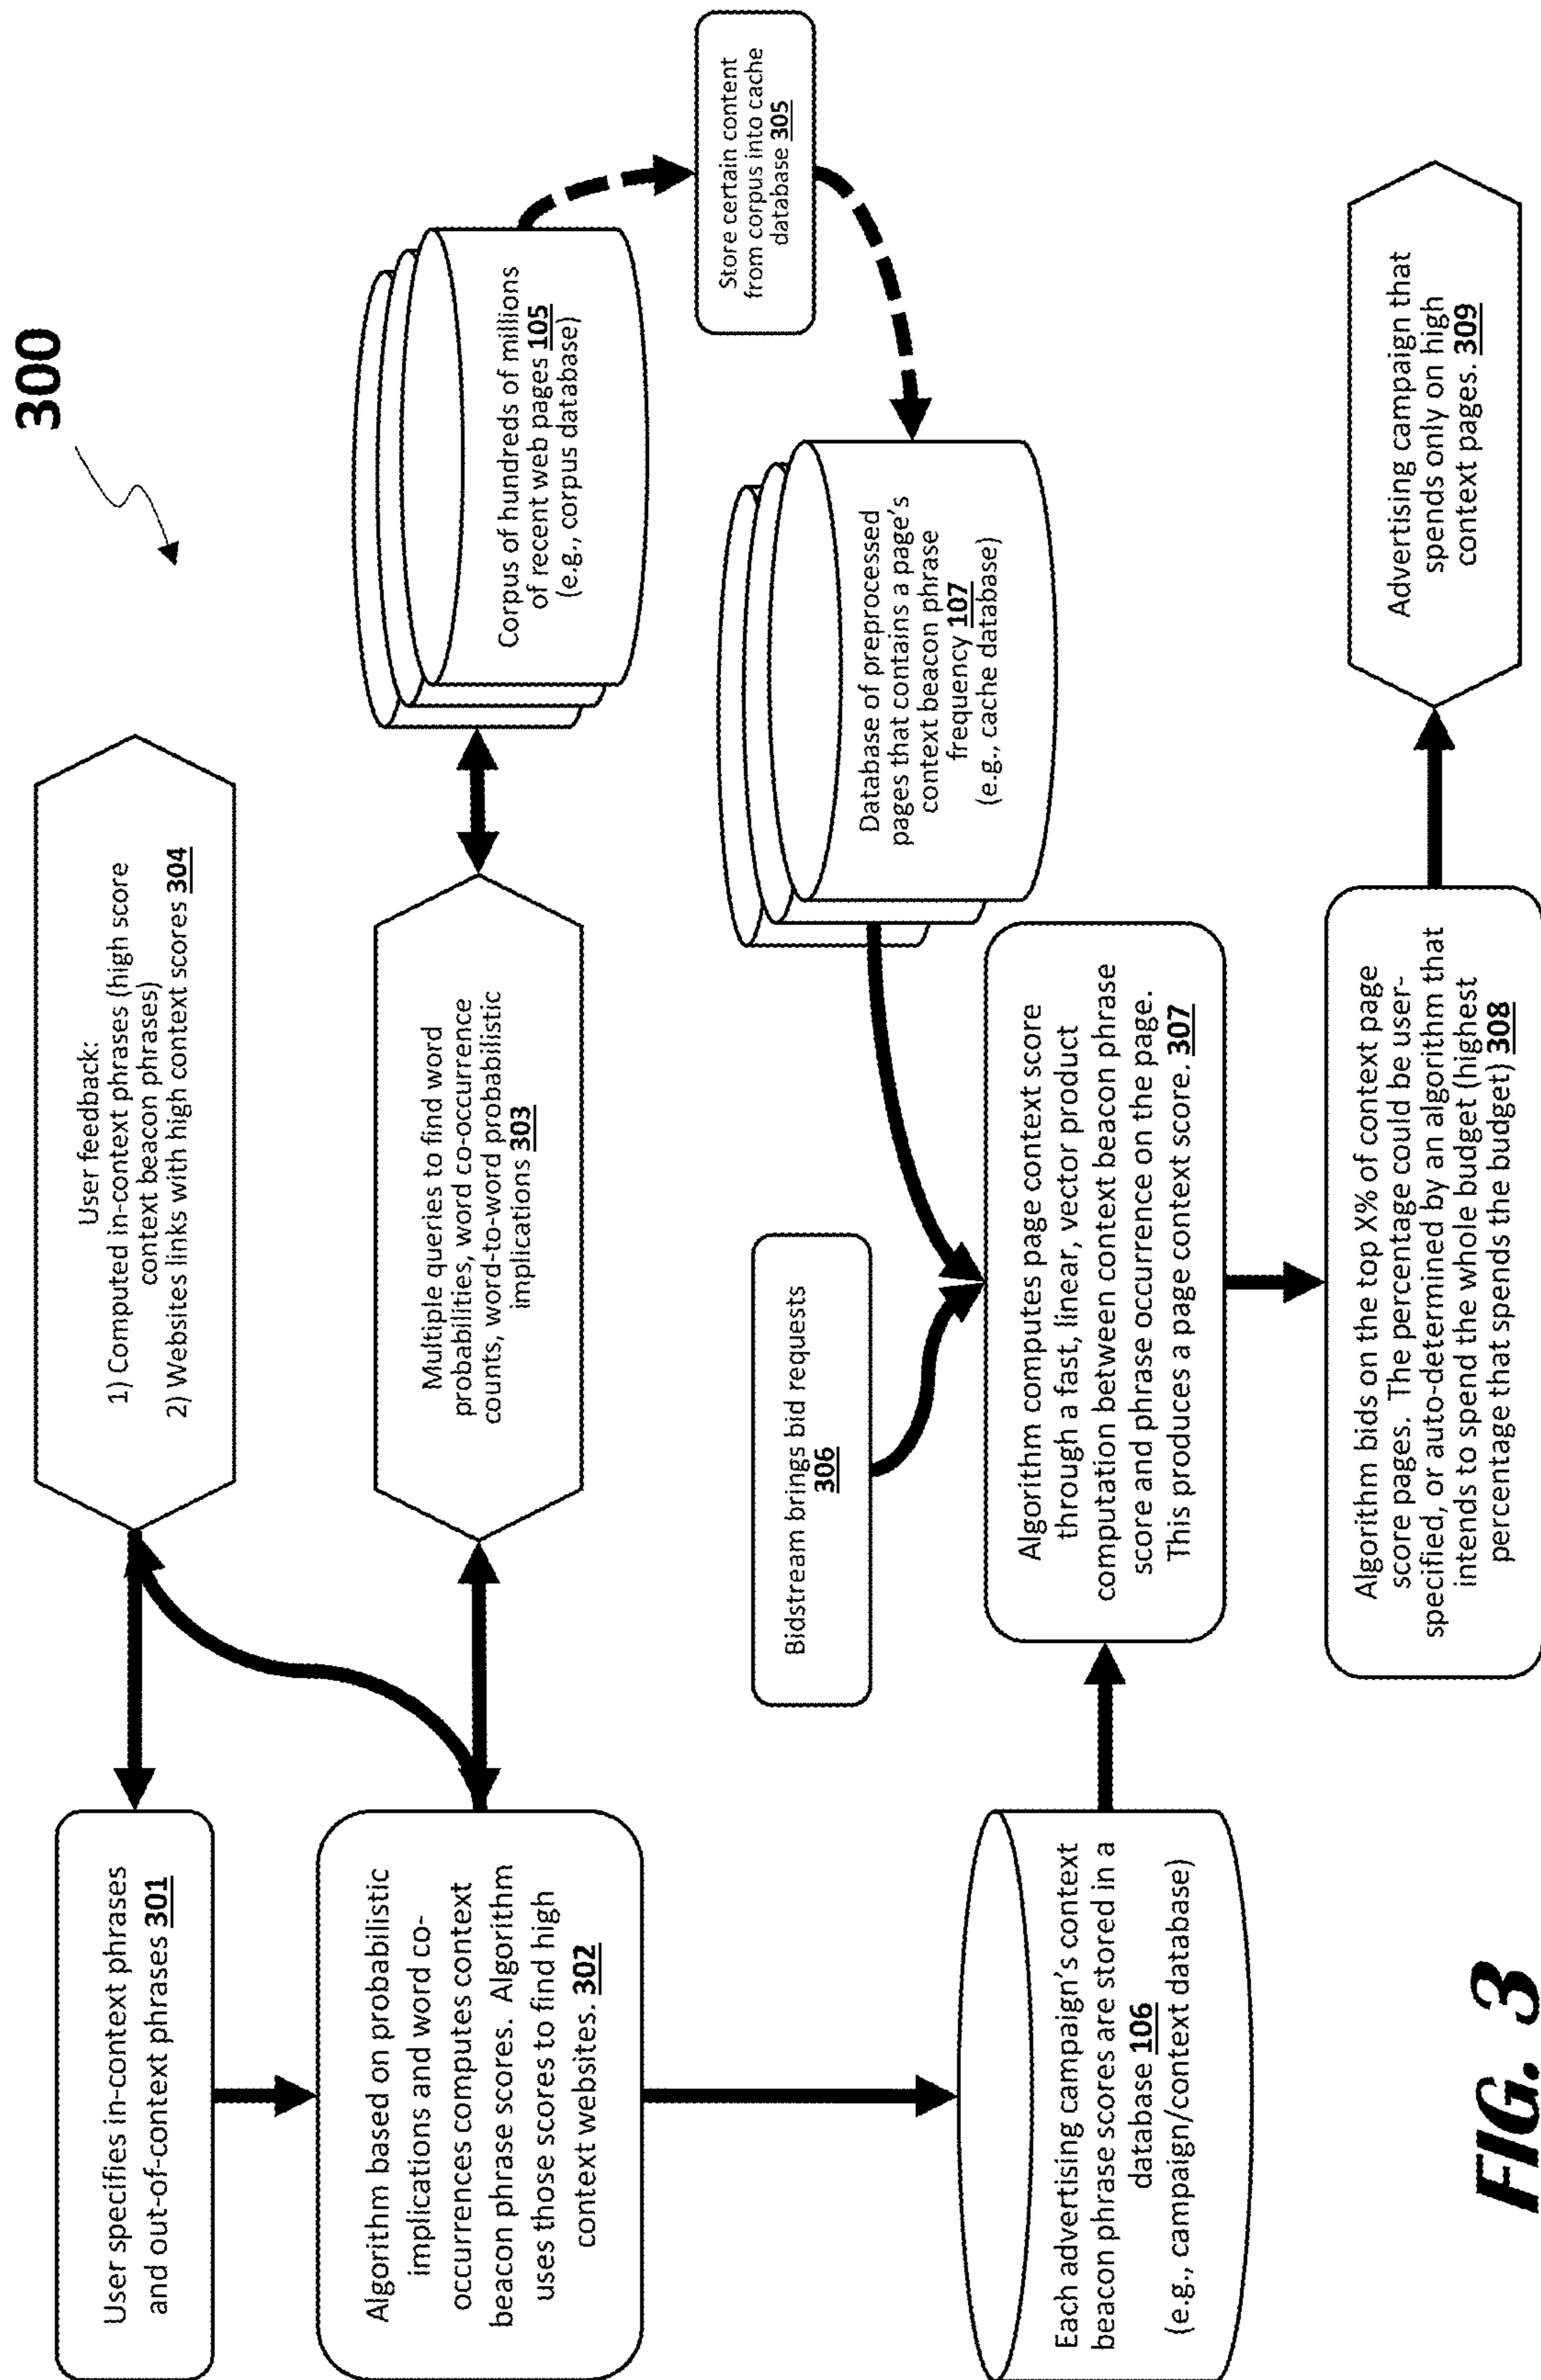 300
User specifies in-context phrases
and out-of-context phrases 301
User feedback:
1) Computed in-context phrases (high score
context beacon phrases)
2) Websites links with high context scores 304
Algorithm based on probabilistic
implications and word co-
occurrences computes context
beacon phrase scores. Algorithm
uses those scores to find high
context websites. 302
Multiple queries to find word
probabilities, word co-occurrence
counts, word-to-word probabilistic
implications 303
Corpus of hundreds of millions
of recent web pages 105
(e.g., corpus database)
Store certain content
from corpus into cache
database 305
Bidstream brings bid requests
306
Database of preprocessed
pages that contains a page's
context beacon phrase
frequency 107
(e.g., cache database)
Each advertising campaign's context
beacon phrase scores are stored in a
database 106
(e.g., campaign/context database)
Algorithm computes page context score
through a fast, linear, vector product
computation between context beacon phrase
score and phrase occurrence on the page.
This produces a page context score. 307
Algorithm bids on the top X% of context page
score pages. The percentage could be user-
specified, or auto-determined by an algorithm that
intends to spend the whole budget (highest
percentage that spends the budget) 308
Advertising campaign that
spends only on high
context pages. 309
FIG. 3